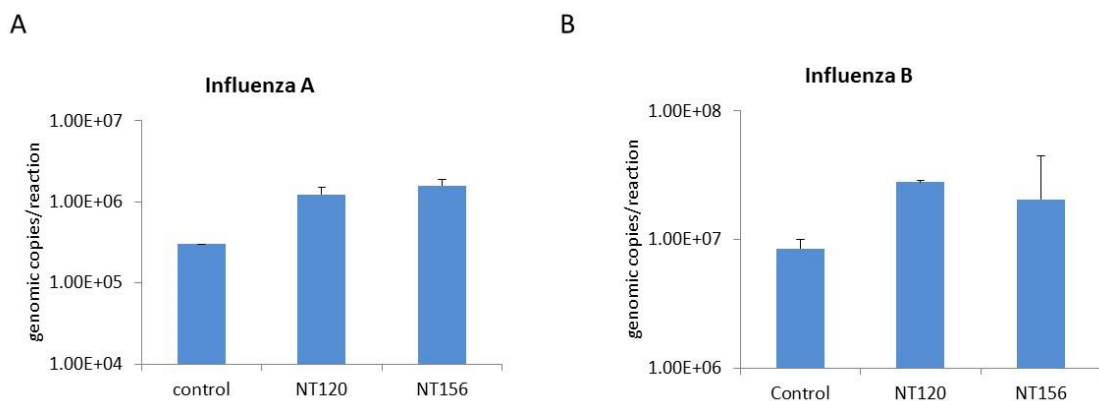 A
Influenza A
genomic copies/reaction
1.00E+07
1.00E+06
1.00E+05
1.00E+04
control
NT120
NT156
B
Influenza B
genomic copies/reaction
1.00E+08
1.00E+07
1.00E+06
Control
NT120
NT156